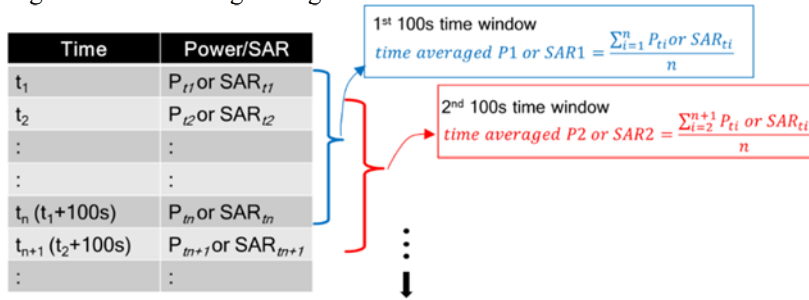 Time Power/SAR
t₁ Pₜ₁ or SARₜ₁
t₂ Pₜ₂ or SARₜ₂
: :
: :
tₙ (t₁+100s) Pₜₙ or SARₜₙ
tₙ₊₁ (t₂+100s) Pₜₙ₊₁ or SARₜₙ₊₁
: :
1st 100s time window
time averaged P1 or SAR1 = ∑ⁿᵢ₌₁ Pₜᵢ or SARₜᵢ / n
2nd 100s time window
time averaged P2 or SAR2 = ∑ⁿ⁺¹ᵢ₌₂ Pₜᵢ or SARₜᵢ / n